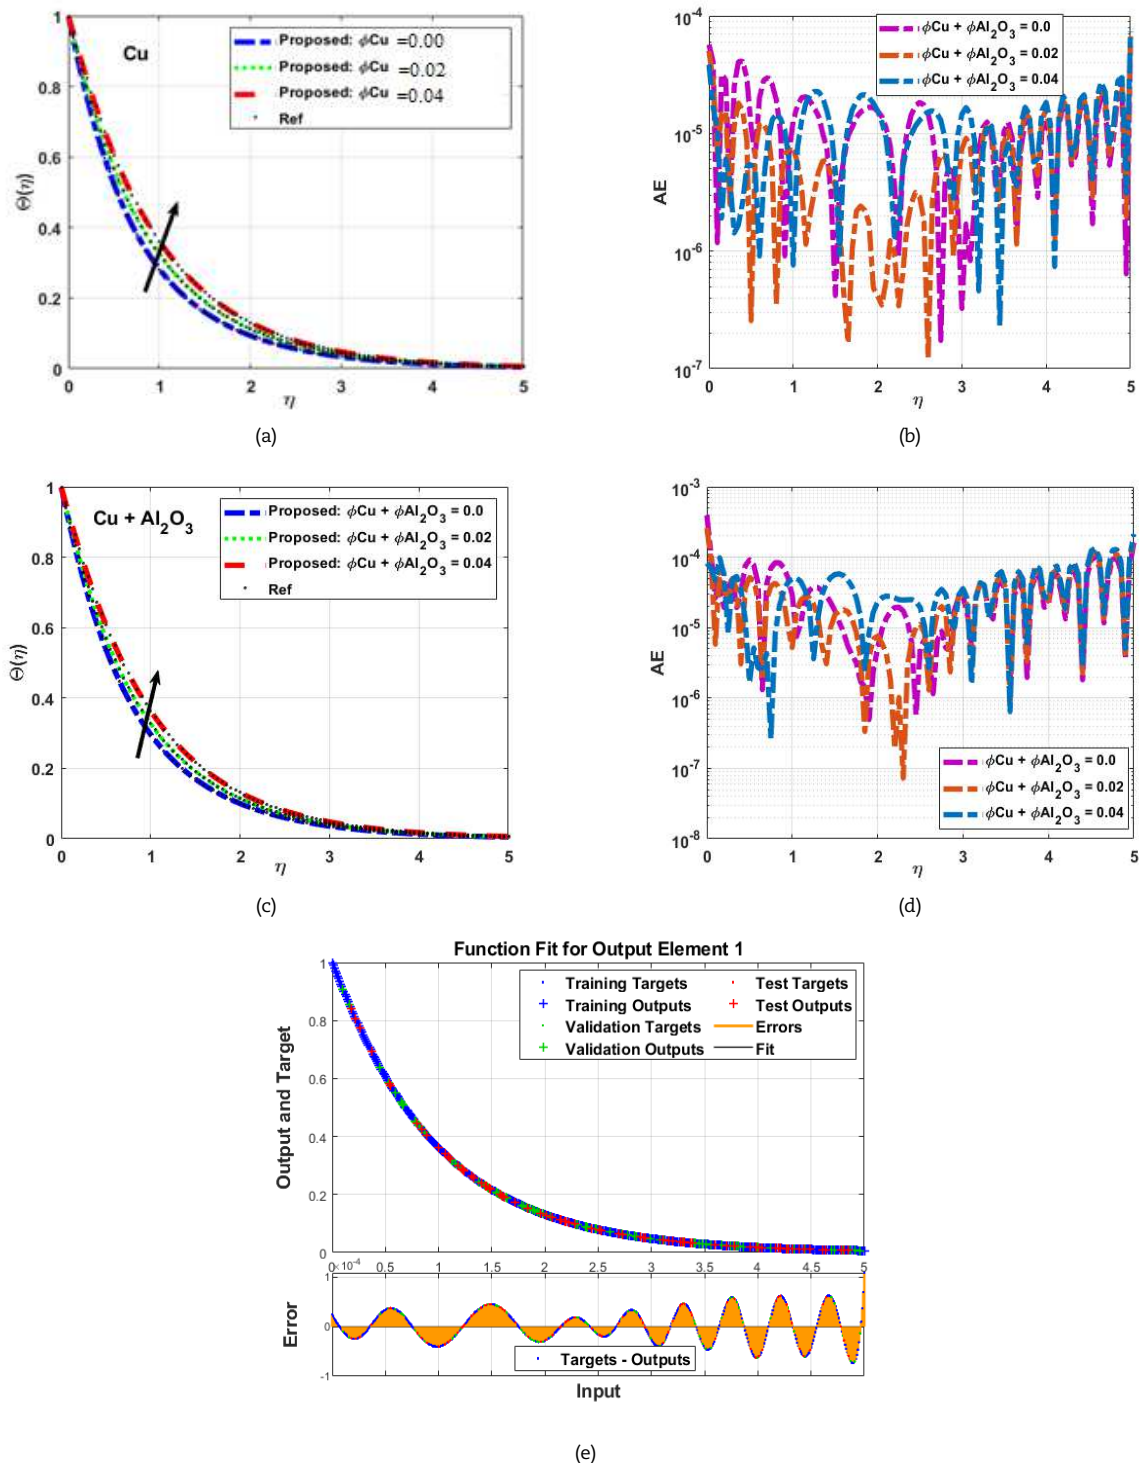 Cu
Proposed: ϕCu =0.00
Proposed: ϕCu =0.02
Proposed: ϕCu =0.04
Ref
1
0.8
0.6
0.4
0.2
0
Θ(η)
0 1 2 3 4 5
η
(a)
ϕCu + ϕAl2O3 = 0.0
ϕCu + ϕAl2O3 = 0.02
ϕCu + ϕAl2O3 = 0.04
10-4
10-5
10-6
10-7
AE
0 1 2 3 4 5
η
(b)
Cu + Al2O3
Proposed: ϕCu + ϕAl2O3 = 0.0
Proposed: ϕCu + ϕAl2O3 = 0.02
Proposed: ϕCu + ϕAl2O3 = 0.04
Ref
1
0.8
0.6
0.4
0.2
0
Θ(η)
0 1 2 3 4 5
η
(c)
10-3
10-4
10-5
10-6
10-7
10-8
AE
ϕCu + ϕAl2O3 = 0.0
ϕCu + ϕAl2O3 = 0.02
ϕCu + ϕAl2O3 = 0.04
0 1 2 3 4 5
η
(d)
Function Fit for Output Element 1
Training Targets
Training Outputs
Validation Targets
Validation Outputs
Test Targets
Test Outputs
Errors
Fit
1
0.8
0.6
0.4
0.2
0
Output and Target
0 0.5 1 1.5 2 2.5 3 3.5 4 4.5 5
×10-4
1
0
-1
Error
Targets - Outputs
Input
(e)